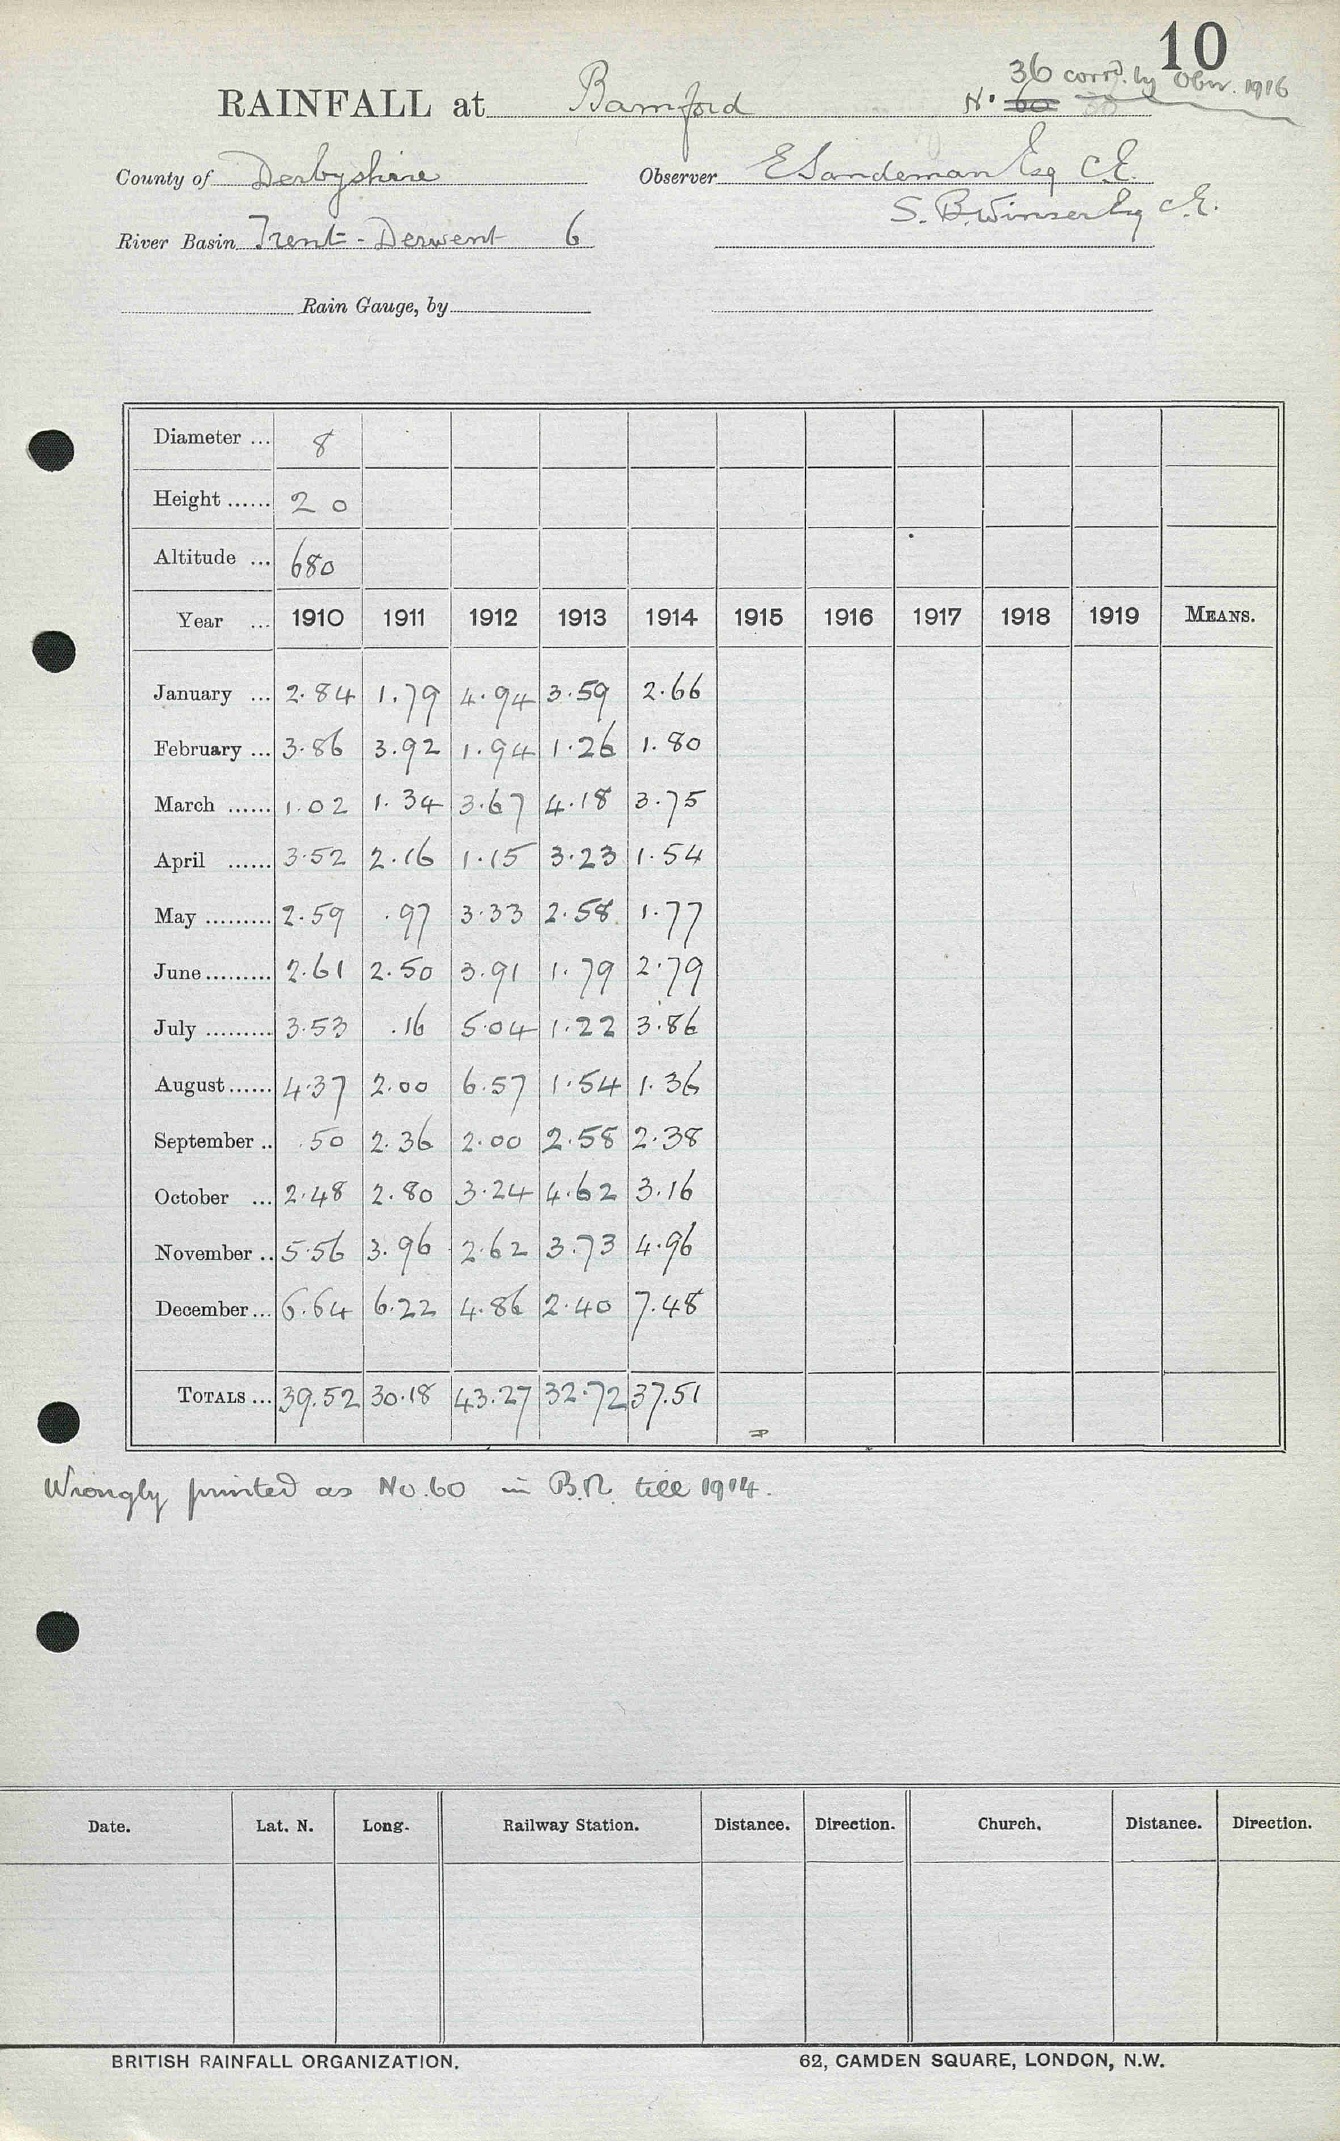 10
36 corrd. by Obsr. 1916
RAINFALL at Bamford No. 60
County of Derbyshire Observer E Sandeman Esq C.E.
S. B. Winser Esq C.E.
River Basin Trent - Derwent 6
Rain Gauge, by
Diameter ... 8
Height ...... 2 0
Altitude ... 680
Year ... 1910 1911 1912 1913 1914 1915 1916 1917 1918 1919 MEANS.
January ... 2.84 1.79 4.94 3.59 2.66
February ... 3.86 3.92 1.94 1.26 1.80
March ...... 1.02 1.34 3.67 4.18 3.75
April ...... 3.52 2.16 1.15 3.23 1.54
May ......... 2.59 .97 3.33 2.58 1.77
June ......... 2.61 2.50 3.91 1.79 2.79
July ......... 3.53 .16 5.04 1.22 3.86
August ...... 4.37 2.00 6.57 1.54 1.36
September .. .50 2.36 2.00 2.58 2.38
October ... 2.48 2.80 3.24 4.62 3.16
November .. 5.56 3.96 2.62 3.73 4.96
December ... 6.64 6.22 4.86 2.40 7.48
TOTALS ... 39.52 30.18 43.27 32.72 37.51
Wrongly printed as No. 60 in B.R. till 1914.
Date. Lat. N. Long. Railway Station. Distance. Direction. Church. Distance. Direction.
BRITISH RAINFALL ORGANIZATION. 62, CAMDEN SQUARE, LONDON, N.W.